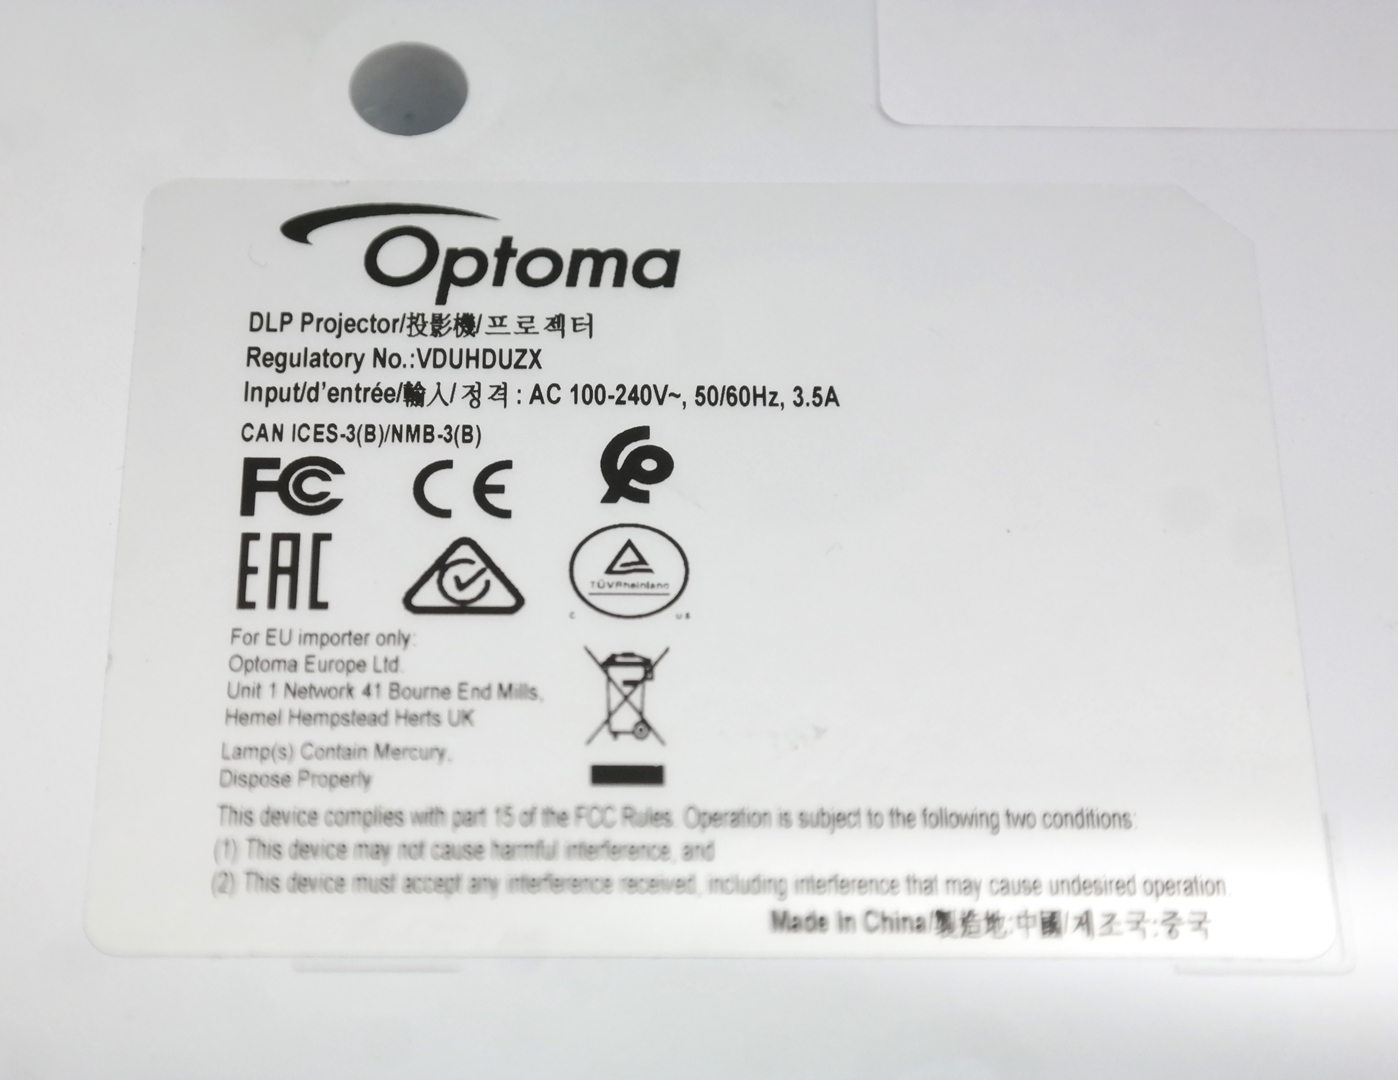 Optoma
DLP Projector/投影機/프로젝터
Regulatory No.:VDUHDUZX
Input/d'entrée/輸入/정격 : AC 100-240V~, 50/60Hz, 3.5A
CAN ICES-3(B)/NMB-3(B)
FC CE
EAC
TÜVRheinland
C US
For EU importer only:
Optoma Europe Ltd.
Unit 1 Network 41 Bourne End Mills,
Hemel Hempstead Herts UK
Lamp(s) Contain Mercury,
Dispose Properly
This device complies with part 15 of the FCC Rules. Operation is subject to the following two conditions:
(1) This device may not cause harmful interference, and
(2) This device must accept any interference received, including interference that may cause undesired operation.
Made In China/製造地:中國/제조국:중국